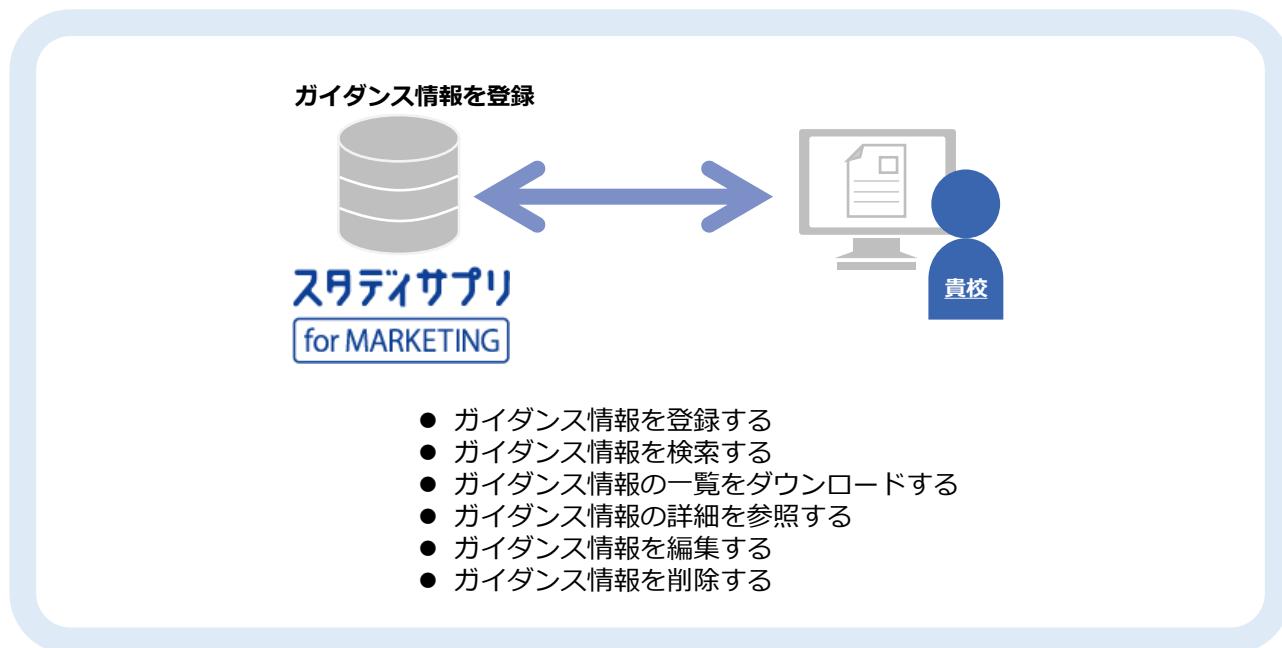 ガイダンス情報を登録
スタディサプリ
for MARKETING
貴校
● ガイダンス情報を登録する
● ガイダンス情報を検索する
● ガイダンス情報の一覧をダウンロードする
● ガイダンス情報の詳細を参照する
● ガイダンス情報を編集する
● ガイダンス情報を削除する